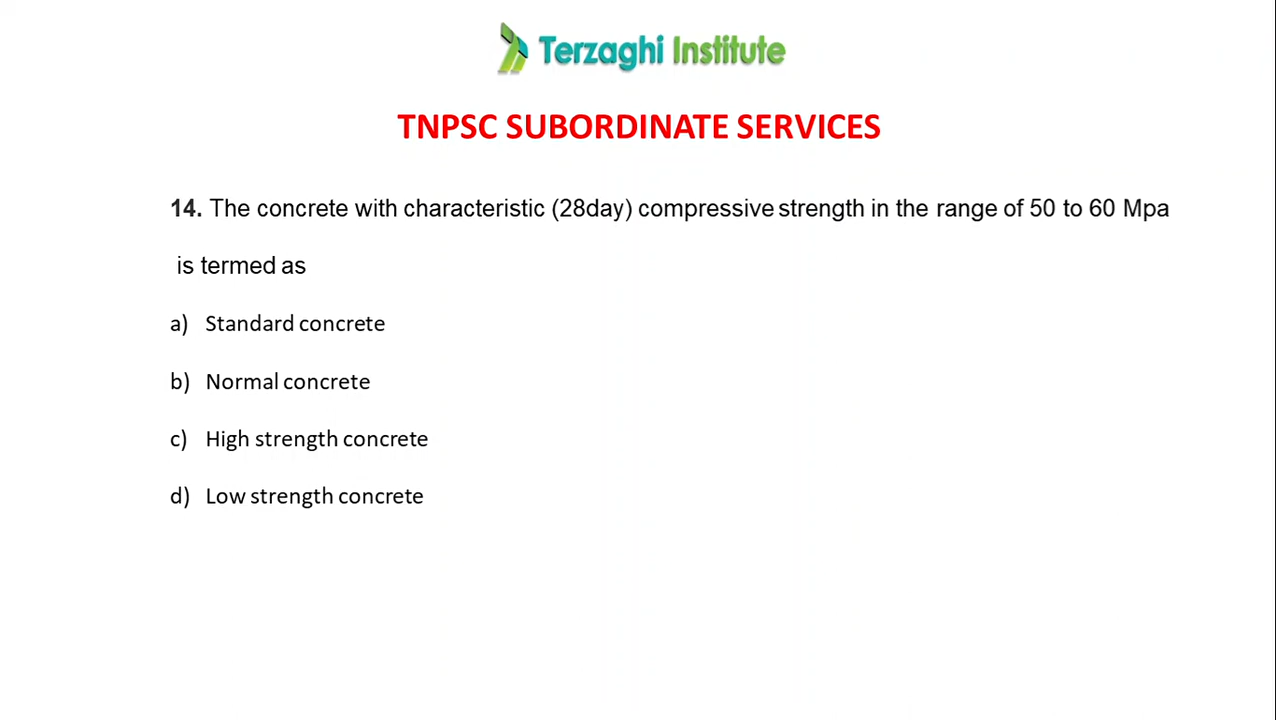 Terzaghi Institute
TNPSC SUBORDINATE SERVICES
14. The concrete with characteristic (28day) compressive strength in the range of 50 to 60 Mpa
is termed as
a) Standard concrete
b) Normal concrete
c) High strength concrete
d) Low strength concrete